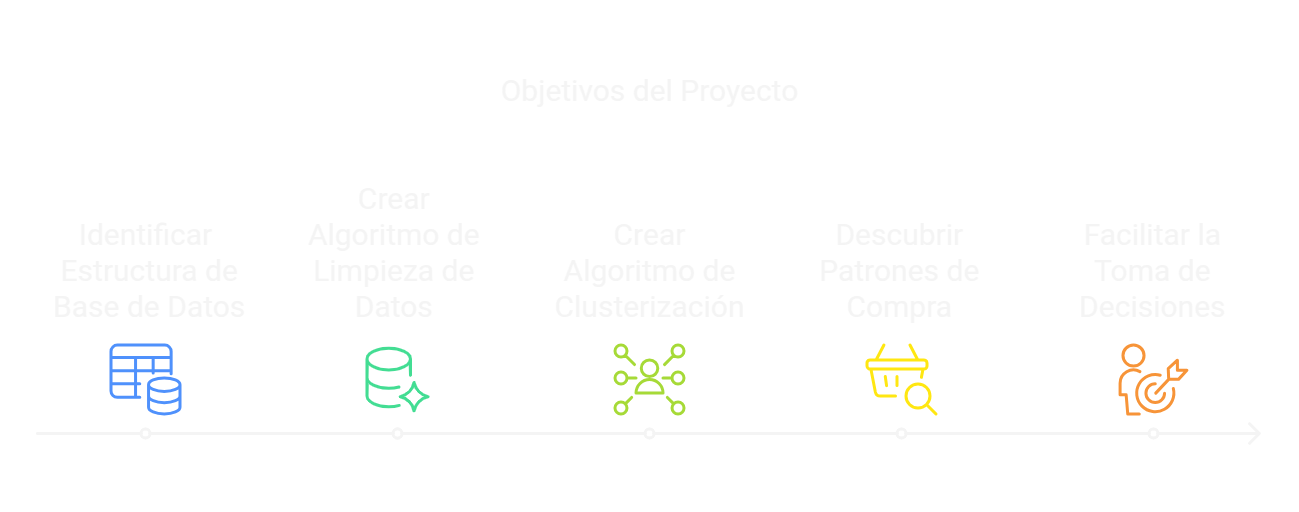 Objetivos del Proyecto
Identificar
Estructura de
Base de Datos
Crear
Algoritmo de
Limpieza de
Datos
Crear
Algoritmo de
Clusterización
Descubrir
Patrones de
Compra
Facilitar la
Toma de
Decisiones